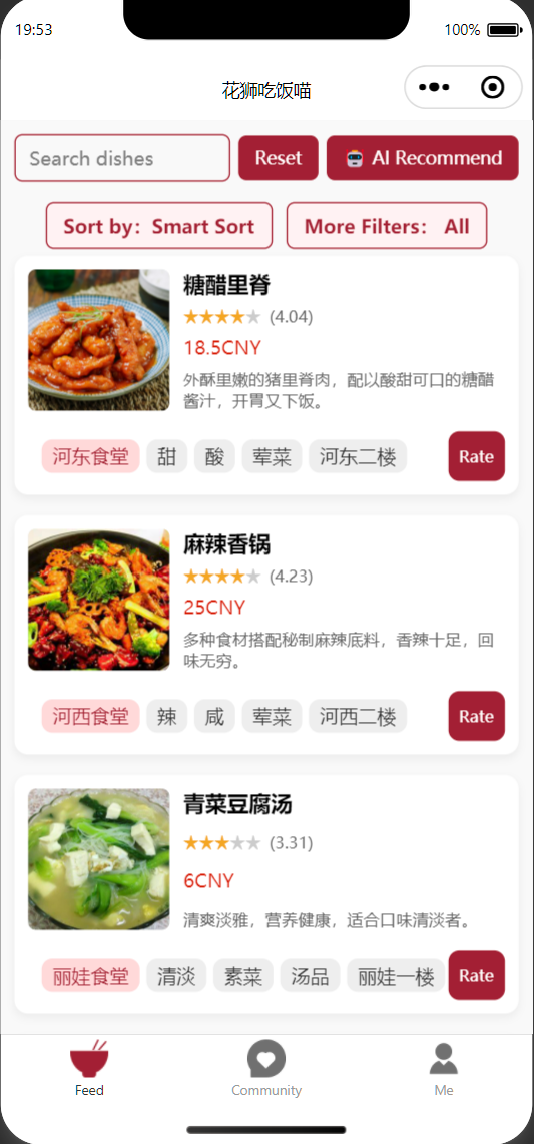 19:53
100%
花狮吃饭喵
Search dishes
Reset
AI Recommend
Sort by: Smart Sort
More Filters: All
糖醋里脊
(4.04)
18.5CNY
外酥里嫩的猪里脊肉，配以酸甜可口的糖醋
酱汁，开胃又下饭。
河东食堂 甜 酸 荤菜 河东二楼
Rate
麻辣香锅
(4.23)
25CNY
多种食材搭配秘制麻辣底料，香辣十足，回
味无穷。
河西食堂 辣 咸 荤菜 河西二楼
Rate
青菜豆腐汤
(3.31)
6CNY
清爽淡雅，营养健康，适合口味清淡者。
丽娃食堂 清淡 素菜 汤品 丽娃一楼
Rate
Feed
Community
Me